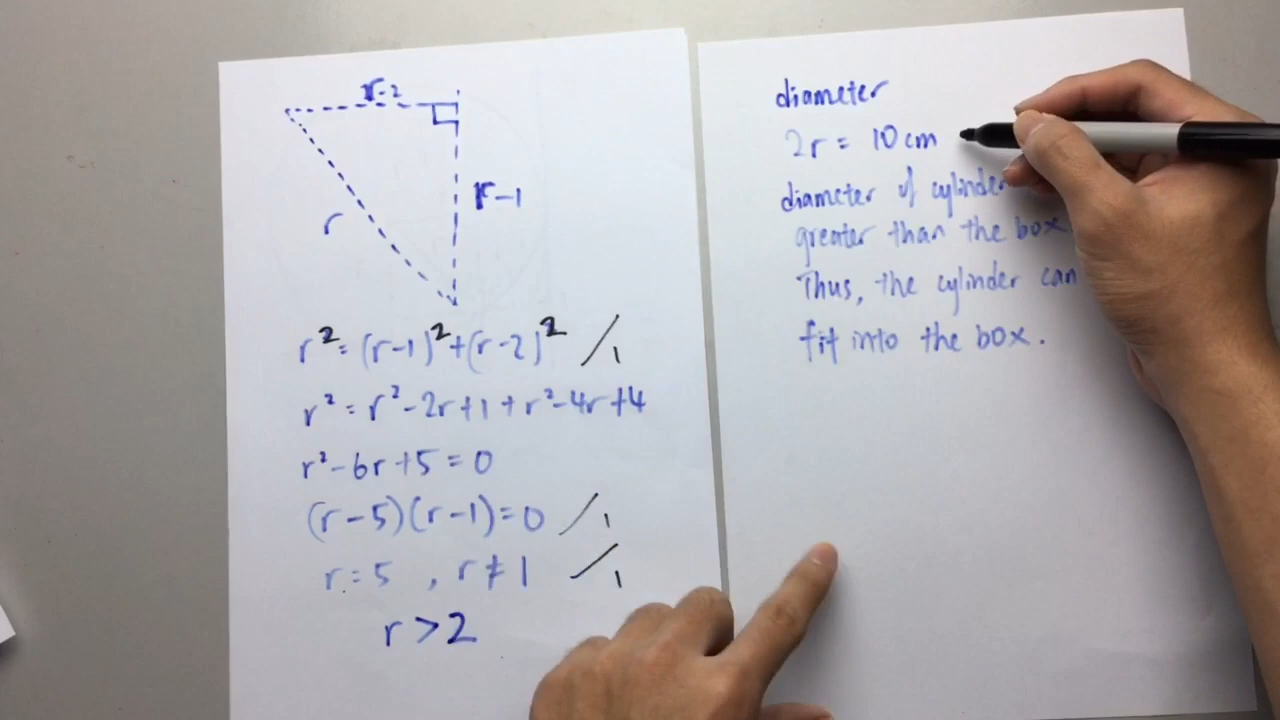 r-2
r-1
r
r² = (r-1)² + (r-2)² /1
r² = r² - 2r + 1 + r² - 4r + 4
r² - 6r + 5 = 0
(r-5)(r-1) = 0 /1
r = 5 , r ≠ 1 /1
r > 2
diameter
2r = 10 cm
diameter of cylinder
greater than the box
Thus, the cylinder can
fit into the box.